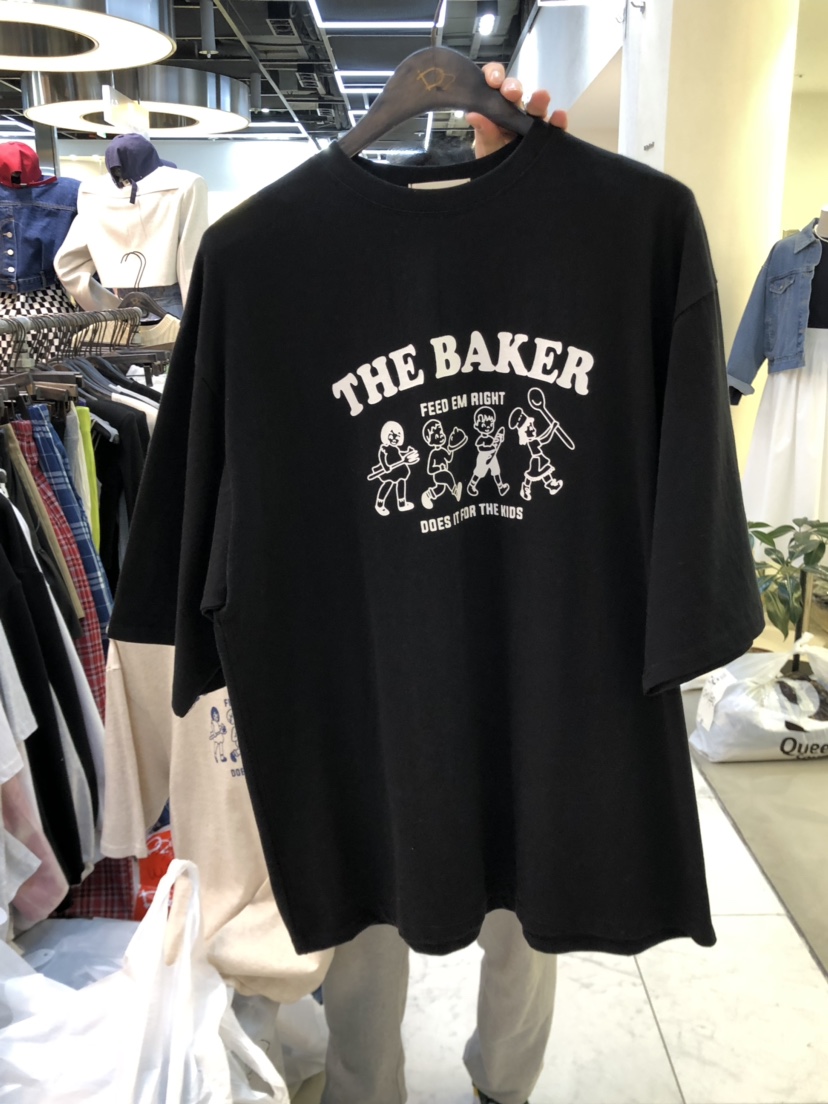 THE BAKER
FEED EM RIGHT
DOES IT FOR THE KIDS